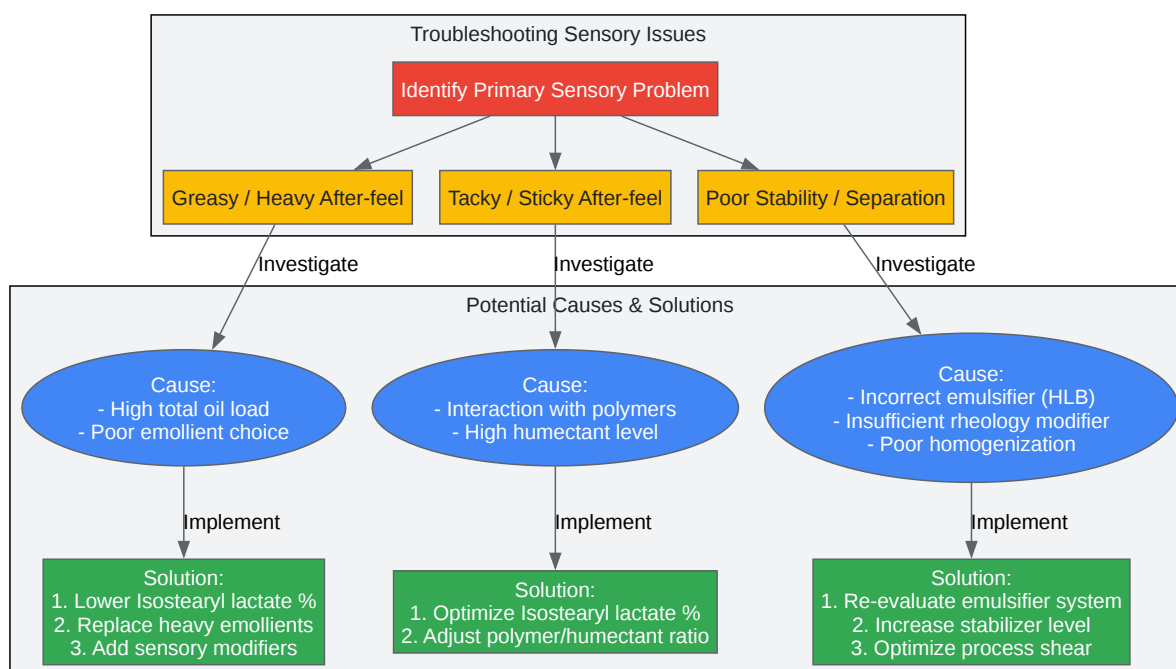 Troubleshooting Sensory Issues
Identify Primary Sensory Problem
Greasy / Heavy After-feel
Tacky / Sticky After-feel
Poor Stability / Separation
Investigate
Investigate
Investigate
Potential Causes & Solutions
Cause:
- High total oil load
- Poor emollient choice
Cause:
- Interaction with polymers
- High humectant level
Cause:
- Incorrect emulsifier (HLB)
- Insufficient rheology modifier
- Poor homogenization
Implement
Implement
Implement
Solution:
1. Lower Isostearyl lactate %
2. Replace heavy emollients
3. Add sensory modifiers
Solution:
1. Optimize Isostearyl lactate %
2. Adjust polymer/humectant ratio
Solution:
1. Re-evaluate emulsifier system
2. Increase stabilizer level
3. Optimize process shear